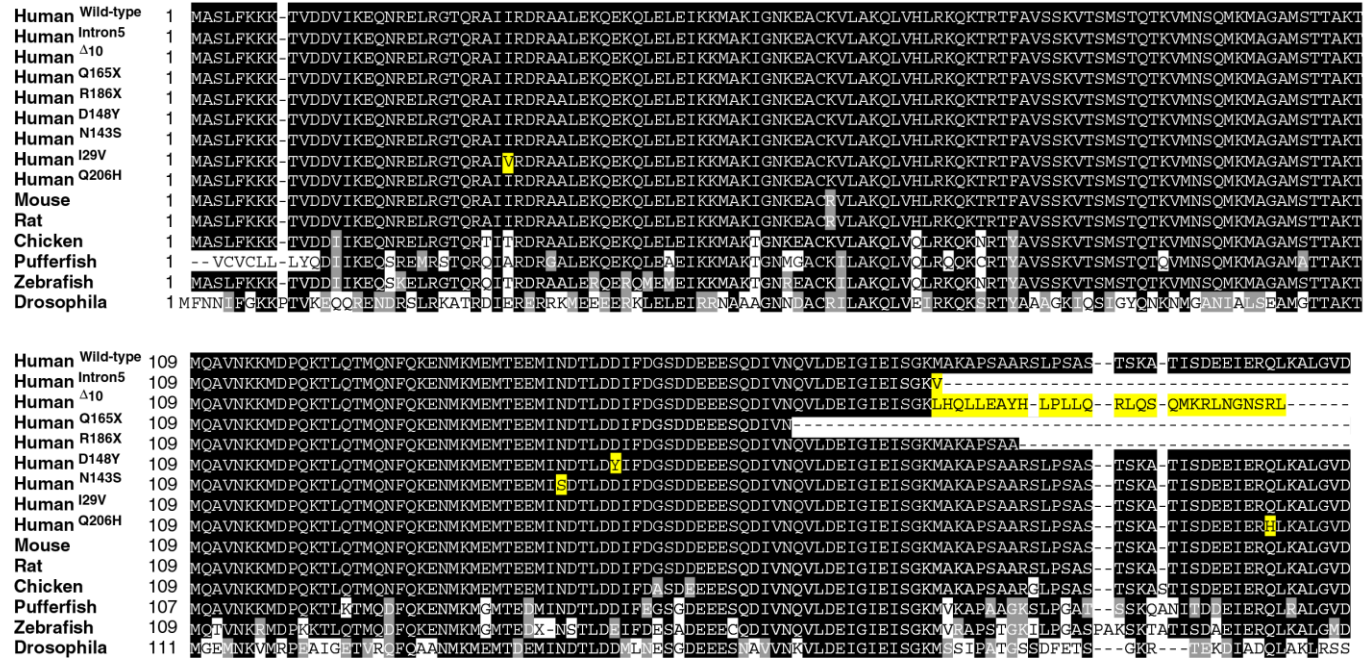 Human Wild-type 1 MASLFKKK-TVDDVIKEQNRELRGTQRAIIRDRAALEKQEKQLELEIKKMAKIGNKEACKVLAKQLVHLRKQKTRTFAVSSKVTSMSTQTKVMNSQMKMAGAMSTTAKT
Human Intron5 1 MASLFKKK-TVDDVIKEQNRELRGTQRAIIRDRAALEKQEKQLELEIKKMAKIGNKEACKVLAKQLVHLRKQKTRTFAVSSKVTSMSTQTKVMNSQMKMAGAMSTTAKT
Human Δ10 1 MASLFKKK-TVDDVIKEQNRELRGTQRAIIRDRAALEKQEKQLELEIKKMAKIGNKEACKVLAKQLVHLRKQKTRTFAVSSKVTSMSTQTKVMNSQMKMAGAMSTTAKT
Human Q165X 1 MASLFKKK-TVDDVIKEQNRELRGTQRAIIRDRAALEKQEKQLELEIKKMAKIGNKEACKVLAKQLVHLRKQKTRTFAVSSKVTSMSTQTKVMNSQMKMAGAMSTTAKT
Human R186X 1 MASLFKKK-TVDDVIKEQNRELRGTQRAIIRDRAALEKQEKQLELEIKKMAKIGNKEACKVLAKQLVHLRKQKTRTFAVSSKVTSMSTQTKVMNSQMKMAGAMSTTAKT
Human D148Y 1 MASLFKKK-TVDDVIKEQNRELRGTQRAIIRDRAALEKQEKQLELEIKKMAKIGNKEACKVLAKQLVHLRKQKTRTFAVSSKVTSMSTQTKVMNSQMKMAGAMSTTAKT
Human N143S 1 MASLFKKK-TVDDVIKEQNRELRGTQRAIIRDRAALEKQEKQLELEIKKMAKIGNKEACKVLAKQLVHLRKQKTRTFAVSSKVTSMSTQTKVMNSQMKMAGAMSTTAKT
Human I29V 1 MASLFKKK-TVDDVIKEQNRELRGTQRAIVRDRAALEKQEKQLELEIKKMAKIGNKEACKVLAKQLVHLRKQKTRTFAVSSKVTSMSTQTKVMNSQMKMAGAMSTTAKT
Human Q206H 1 MASLFKKK-TVDDVIKEQNRELRGTQRAIIRDRAALEKQEKQLELEIKKMAKIGNKEACKVLAKQLVHLRKQKTRTFAVSSKVTSMSTQTKVMNSQMKMAGAMSTTAKT
Mouse 1 MASLFKKK-TVDDVIKEQNRELRGTQRAIIRDRAALEKQEKQLELEIKKMAKIGNKEACRVLAKQLVHLRKQKTRTFAVSSKVTSMSTQTKVMNSQMKMAGAMSTTAKT
Rat 1 MASLFKKK-TVDDVIKEQNRELRGTQRAIIRDRAALEKQEKQLELEIKKMAKIGNKEACRVLAKQLVHLRKQKTRTFAVSSKVTSMSTQTKVMNSQMKMAGAMSTTAKT
Chicken 1 MASLFKKK-TVDDIIKEQNRELRGTQRTITRDRAALEKQEKQLELEIKKMAKTGNKEACKVLAKQLVQLRKQKNRTYAVSSKVTSMSTQTKVMNSQMKMAGAMSTTAKT
Pufferfish 1 --VCVCLL-LYQDIIKEQSREMRSTQRQIARDRGALEKQEKQLEAEIKKMAKTGNMGACKILAKQLVQLRQQKCRTYAVSSKVTSMSTQTQVMNSQMKMAGAMATTAKT
Zebrafish 1 MASLFKKK-TVDDIIKEQSKELRGTQRQITRDRAALERQERQMEMEIKKMAKTGNREACKILAKQLVQLRKQKNRTYAVSSKVTSMSTQTKVMNSQMKMAGAMSTTAKT
Drosophila 1 MFNNIFGKKPTVKEQQRENDRSLRKATRDIERERRKMEEEERKLELEIRRNAAAGNNDACRILAKQLVEIRKQKSRTYAAAGKIQSIGYQNKNMGANIALSEAMGTTAKT
Human Wild-type 109 MQAVNKKMDPQKTLQTMQNFQKENMKMEMTEEMINDTLDDIFDGSDDEEESQDIVNQVLDEIGIEISGKMAKAPSAARSLPSAS--TSKA-TISDEEIERQLKALGVD
Human Intron5 109 MQAVNKKMDPQKTLQTMQNFQKENMKMEMTEEMINDTLDDIFDGSDDEEESQDIVNQVLDEIGIEISGKV--------------------------------------
Human Δ10 109 MQAVNKKMDPQKTLQTMQNFQKENMKMEMTEEMINDTLDDIFDGSDDEEESQDIVNQVLDEIGIEISGKLHQLLEAYH-LPLLQ--RLQS-QMKRLNGNSRL------
Human Q165X 109 MQAVNKKMDPQKTLQTMQNFQKENMKMEMTEEMINDTLDDIFDGSDDEEESQDIVN----------------------------------------------------
Human R186X 109 MQAVNKKMDPQKTLQTMQNFQKENMKMEMTEEMINDTLDDIFDGSDDEEESQDIVNQVLDEIGIEISGKMAKAPSAA-------------------------------
Human D148Y 109 MQAVNKKMDPQKTLQTMQNFQKENMKMEMTEEMINDTLDYIFDGSDDEEESQDIVNQVLDEIGIEISGKMAKAPSAARSLPSAS--TSKA-TISDEEIERQLKALGVD
Human N143S 109 MQAVNKKMDPQKTLQTMQNFQKENMKMEMTEEMISDTLDDIFDGSDDEEESQDIVNQVLDEIGIEISGKMAKAPSAARSLPSAS--TSKA-TISDEEIERQLKALGVD
Human I29V 109 MQAVNKKMDPQKTLQTMQNFQKENMKMEMTEEMINDTLDDIFDGSDDEEESQDIVNQVLDEIGIEISGKMAKAPSAARSLPSAS--TSKA-TISDEEIERQLKALGVD
Human Q206H 109 MQAVNKKMDPQKTLQTMQNFQKENMKMEMTEEMINDTLDDIFDGSDDEEESQDIVNQVLDEIGIEISGKMAKAPSAARSLPSAS--TSKA-TISDEEIERHLKALGVD
Mouse 109 MQAVNKKMDPQKTLQTMQNFQKENMKMEMTEEMINDTLDDIFDGSDDEEESQDIVNQVLDEIGIEISGKMAKAPSAARSLPSAS--TSKA-TISDEEIERQLKALGVD
Rat 109 MQAVNKKMDPQKTLQTMQNFQKENMKMEMTEEMINDTLDDIFDGSDDEEESQDIVNQVLDEIGIEISGKMAKAPSAARSLPSAS--TSKA-TISDEEIERQLKALGVD
Chicken 109 MQAVNKKMDPQKTLQTMQNFQKENMKMEMTEEMINDTLDDIFDASDEEEESQDIVNQVLDEIGIEISGKMAKAPSAARGLPSAS--TSKASTISDEEIERQLKALGVD
Pufferfish 107 MQAVNKKMDPQKTLKTMQDFQKENMKMGMTEDMINDTLDDIFEGSGDEEESQDIVNQVLDEIGIEISGKMVKAPAAGKSLPGAT--SSKQANITDDEIERQLRALGVD
Zebrafish 109 MQTVNKRMDPKKTLQTMQDFQKENMKMGMTEDX-NSTLDEIFDESADEEECQDIVNQVLDEIGIEISGKMVRAPSTGKILPGASPAKSKTATISDAEIERQLKALGMD
Drosophila 111 MGEMNKVMRPEAIGETVRQFQAANMKMEMTDEMINDTLDDMLNESGDEEESNAVVNKVLDEIGIEISGKMSSIPATGSSDFETS---GKR---TEKDIADQLAKLRSS